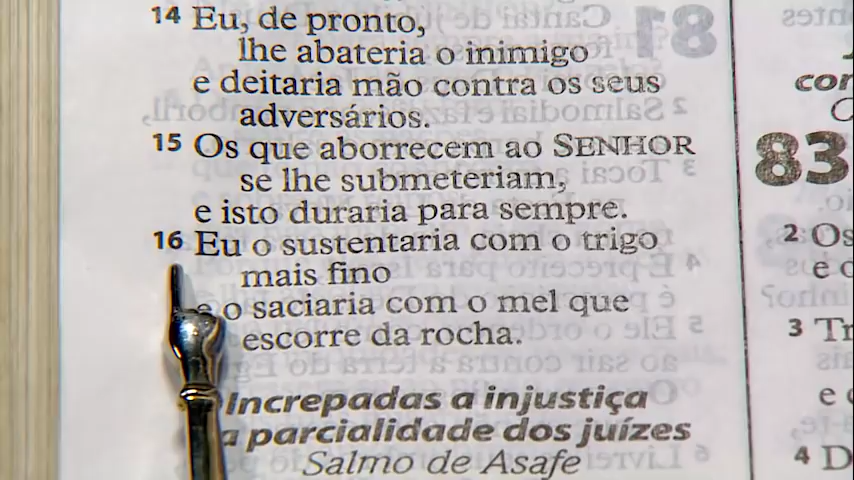 14 Eu, de pronto,
lhe abateria o inimigo
e deitaria mão contra os seus
adversários.
15 Os que aborrecem ao SENHOR
se lhe submeteriam,
e isto duraria para sempre.
16 Eu o sustentaria com o trigo
mais fino
e o saciaria com o mel que
escorre da rocha.
Increpadas a injustiça
a parcialidade dos juízes
Salmo de Asafe
83
2 Os
e
3
e
4